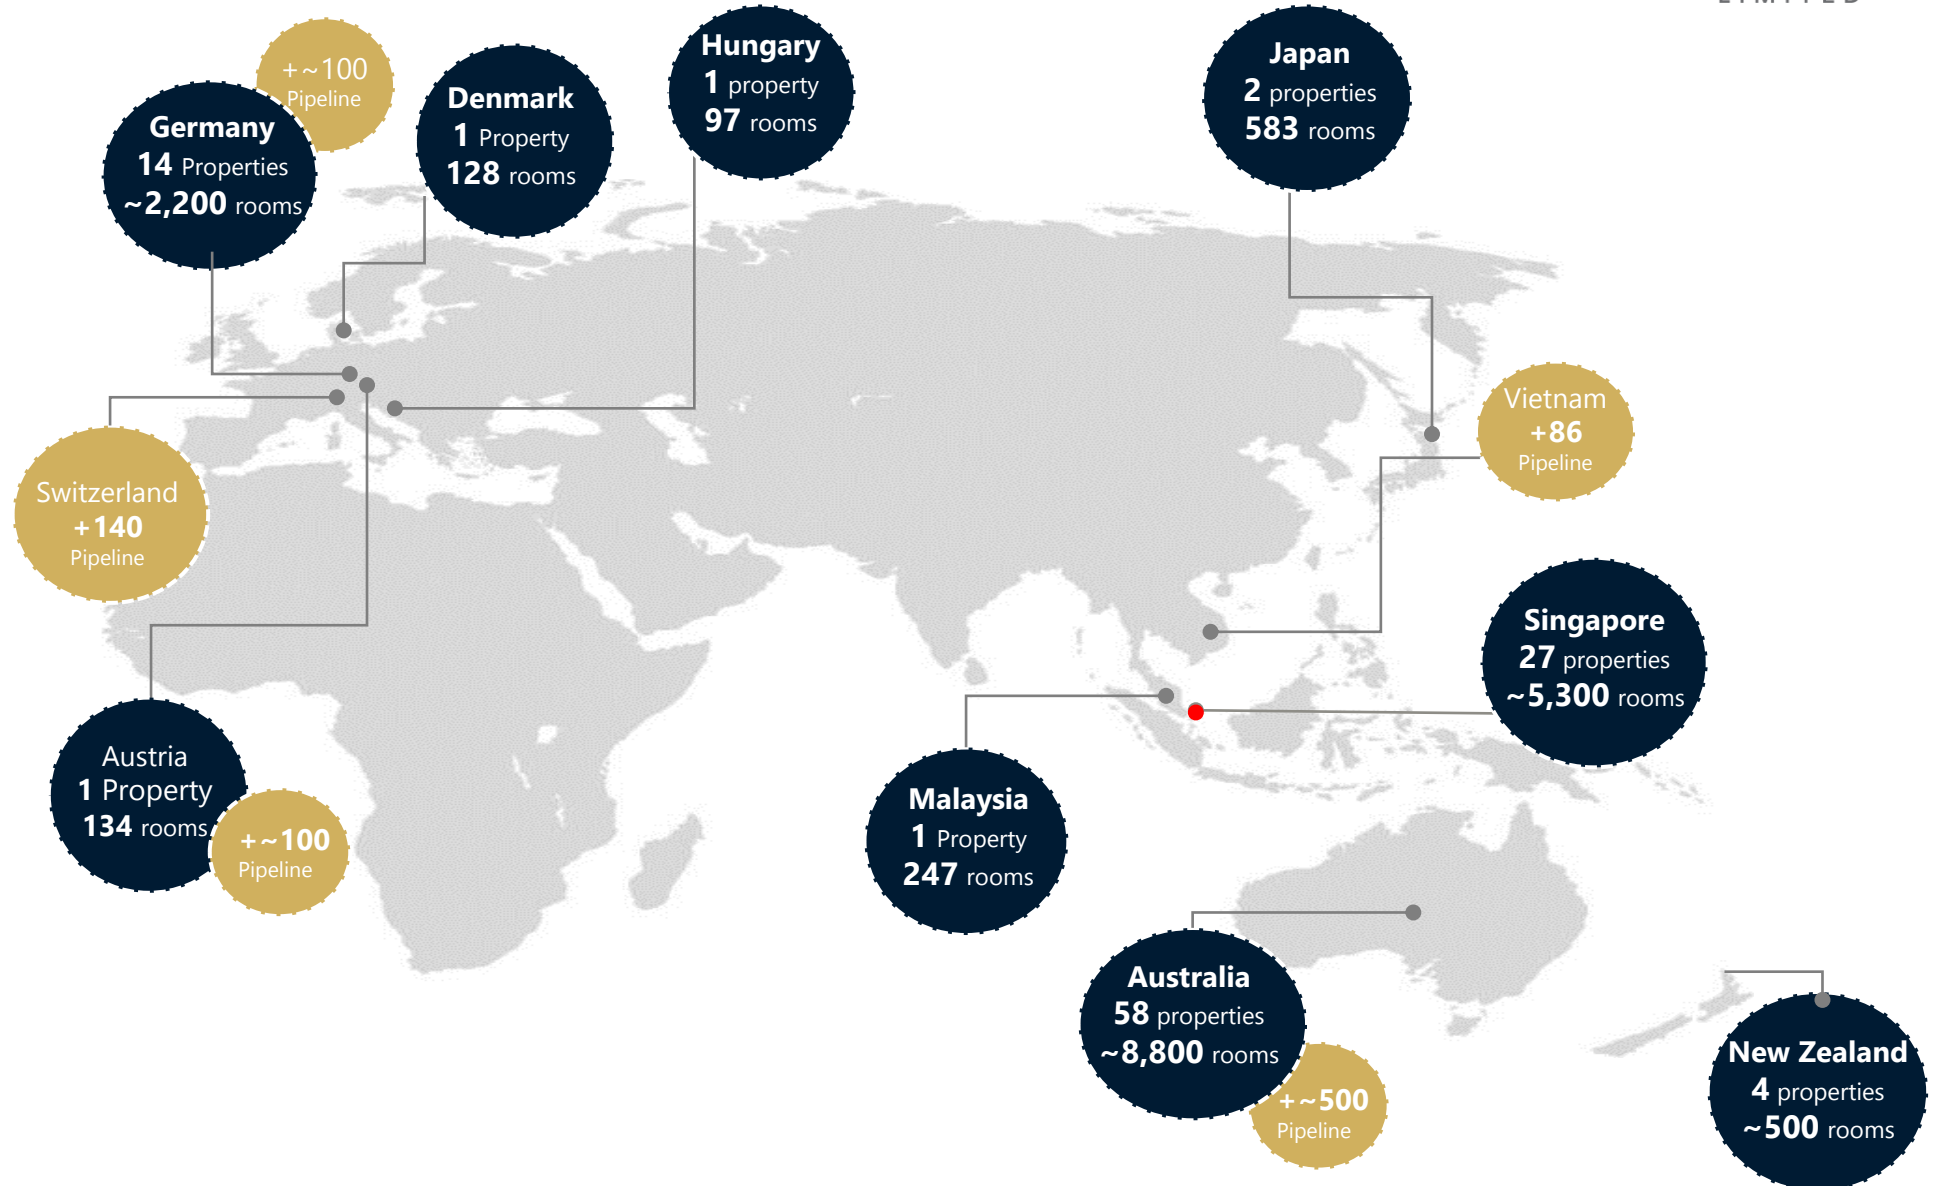 LIMITED
+~100
Pipeline
Germany
14 Properties
~2,200 rooms
Denmark
1 Property
128 rooms
Hungary
1 property
97 rooms
Japan
2 properties
583 rooms
Vietnam
+86
Pipeline
Switzerland
+140
Pipeline
Singapore
27 properties
~5,300 rooms
Austria
1 Property
134 rooms
+~100
Pipeline
Malaysia
1 Property
247 rooms
Australia
58 properties
~8,800 rooms
+~500
Pipeline
New Zealand
4 properties
~500 rooms